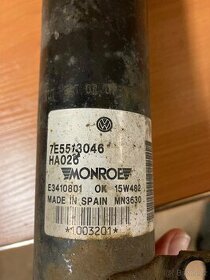 7E5513046
HA026
MONROE
E3410801 OK 15W482
MADE IN SPAIN MN3630
*1003201*